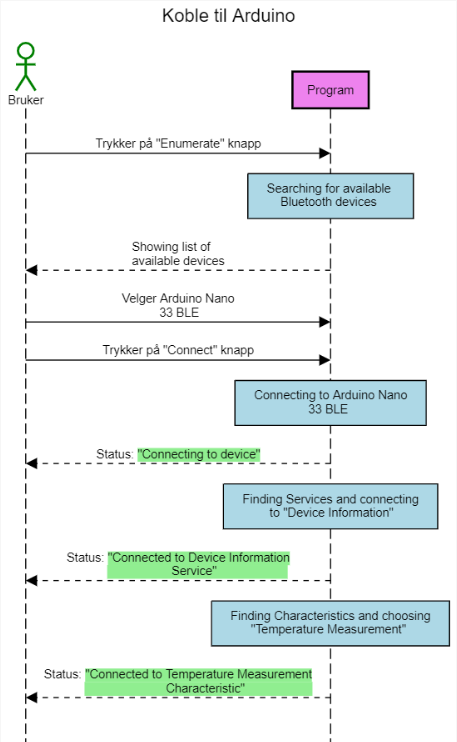 Koble til Arduino
Bruker
Program
Trykker på "Enumerate" knapp
Searching for available
Bluetooth devices
Showing list of
available devices
Velger Arduino Nano
33 BLE
Trykker på "Connect" knapp
Connecting to Arduino Nano
33 BLE
Status: "Connecting to device"
Finding Services and connecting
to "Device Information"
Status: "Connected to Device Information
Service"
Finding Characteristics and choosing
"Temperature Measurement"
Status: "Connected to Temperature Measurement
Characteristic"